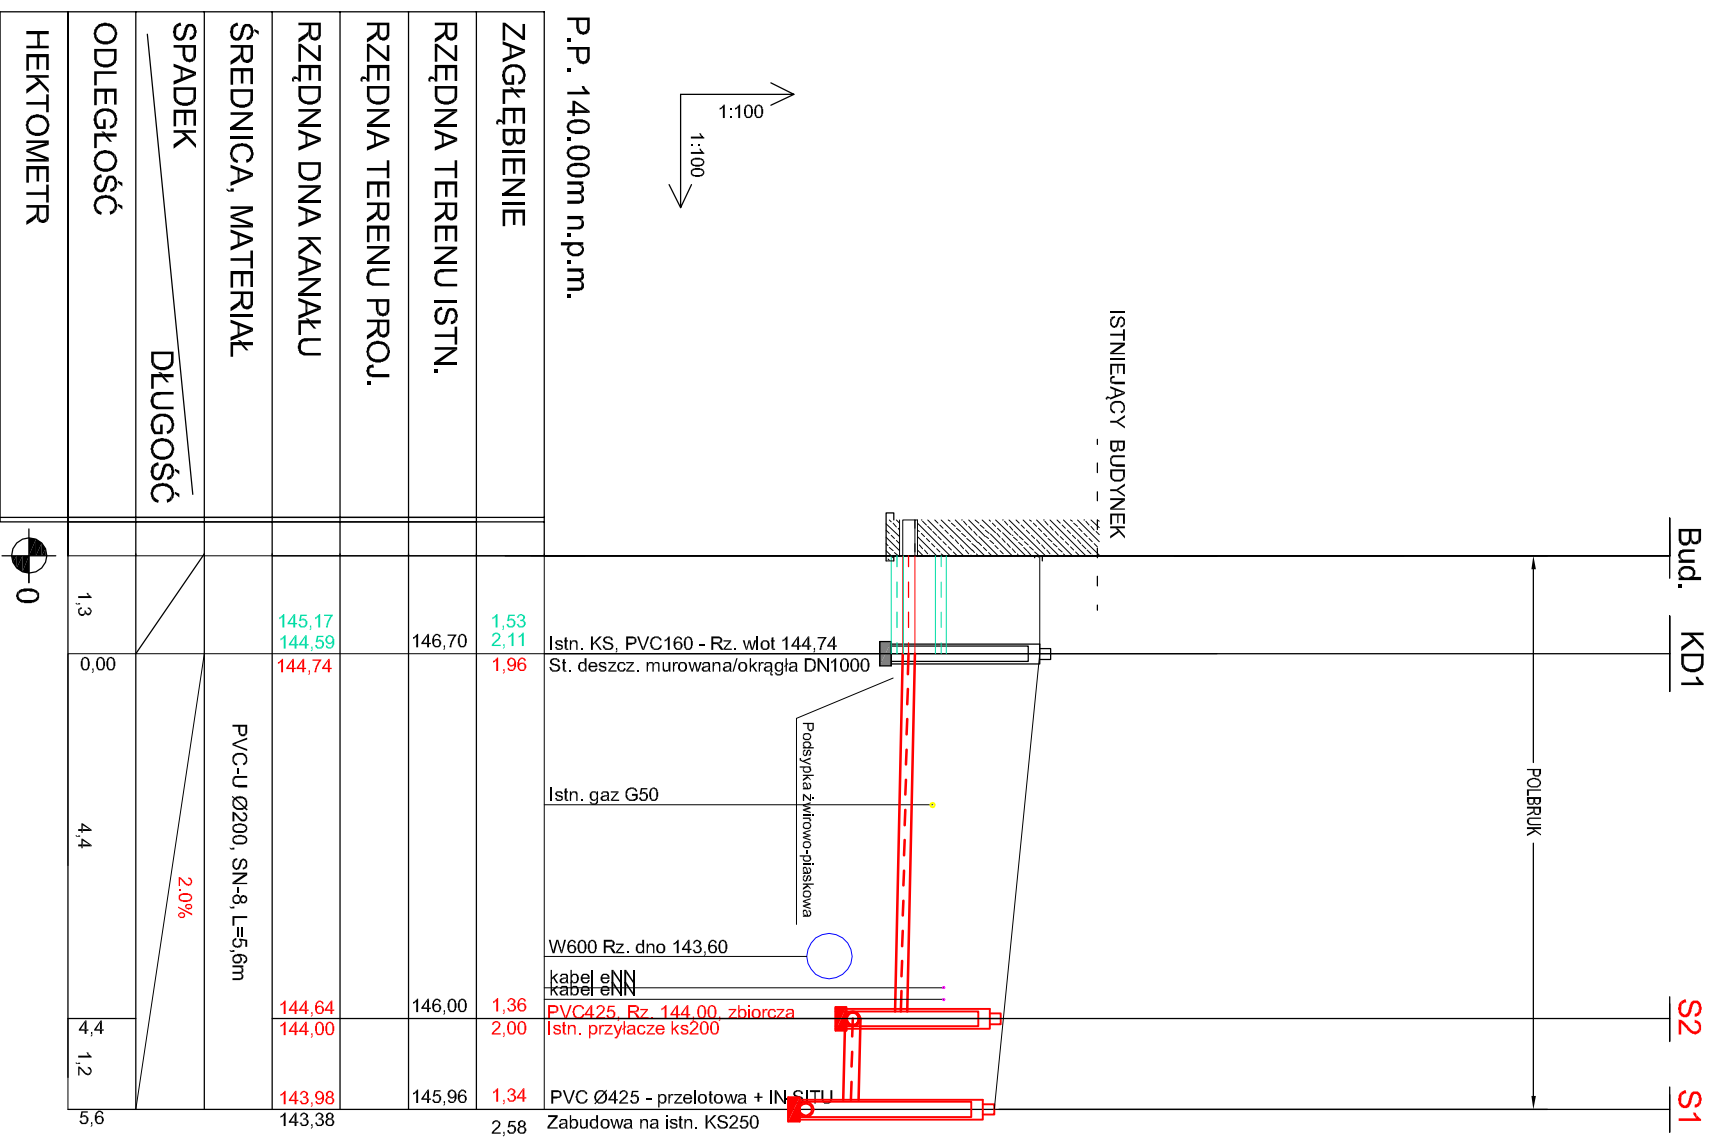 Bud.
KD1
S2
S1
POLBRUK
ISTNIEJĄCY BUDYNEK
1:100
1:100
P.P. 140.00m n.p.m.
Podsypka żwirowo-piaskowa
Istn. KS, PVC160 - Rz. wlot 144,74
St. deszcz. murowana/okrągła DN1000
Istn. gaz G50
W600 Rz. dno 143,60
kabel eNN
kabel eNN
PVC425, Rz. 144,00, zbiorcza
Istn. przyłacze ks200
PVC Ø425 - przelotowa + IN SITU
Zabudowa na istn. KS250
ZAGŁĘBIENIE
1,53
2,11
1,96
1,36
2,00
1,34
2,58
RZĘDNA TERENU ISTN.
146,70
146,00
145,96
RZĘDNA TERENU PROJ.
RZĘDNA DNA KANAŁU
145,17
144,59
144,74
144,64
144,00
143,98
143,38
ŚREDNICA, MATERIAŁ
PVC-U Ø200, SN-8, L=5,6m
SPADEK
DŁUGOŚĆ
2.0%
ODLEGŁOŚĆ
1,3
0,00
4,4
4,4
1,2
5,6
HEKTOMETR
0